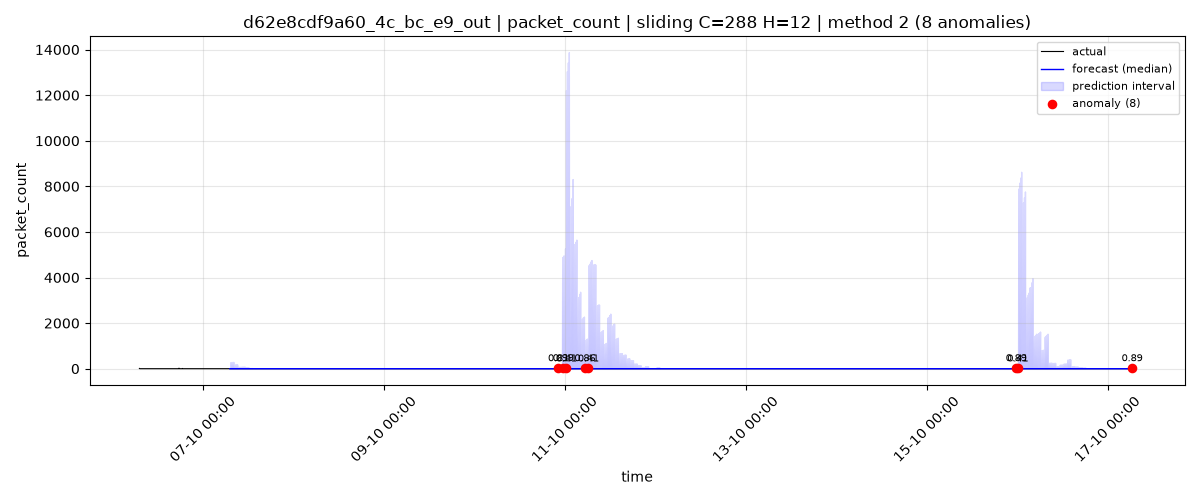 d62e8cdf9a60_4c_bc_e9_out | packet_count | sliding C=288 H=12 | method 2 (8 anomalies)
actual
forecast (median)
prediction interval
anomaly (8)
packet_count
14000
12000
10000
8000
6000
4000
2000
0
0.89
07-10 00:00
09-10 00:00
11-10 00:00
13-10 00:00
15-10 00:00
17-10 00:00
time